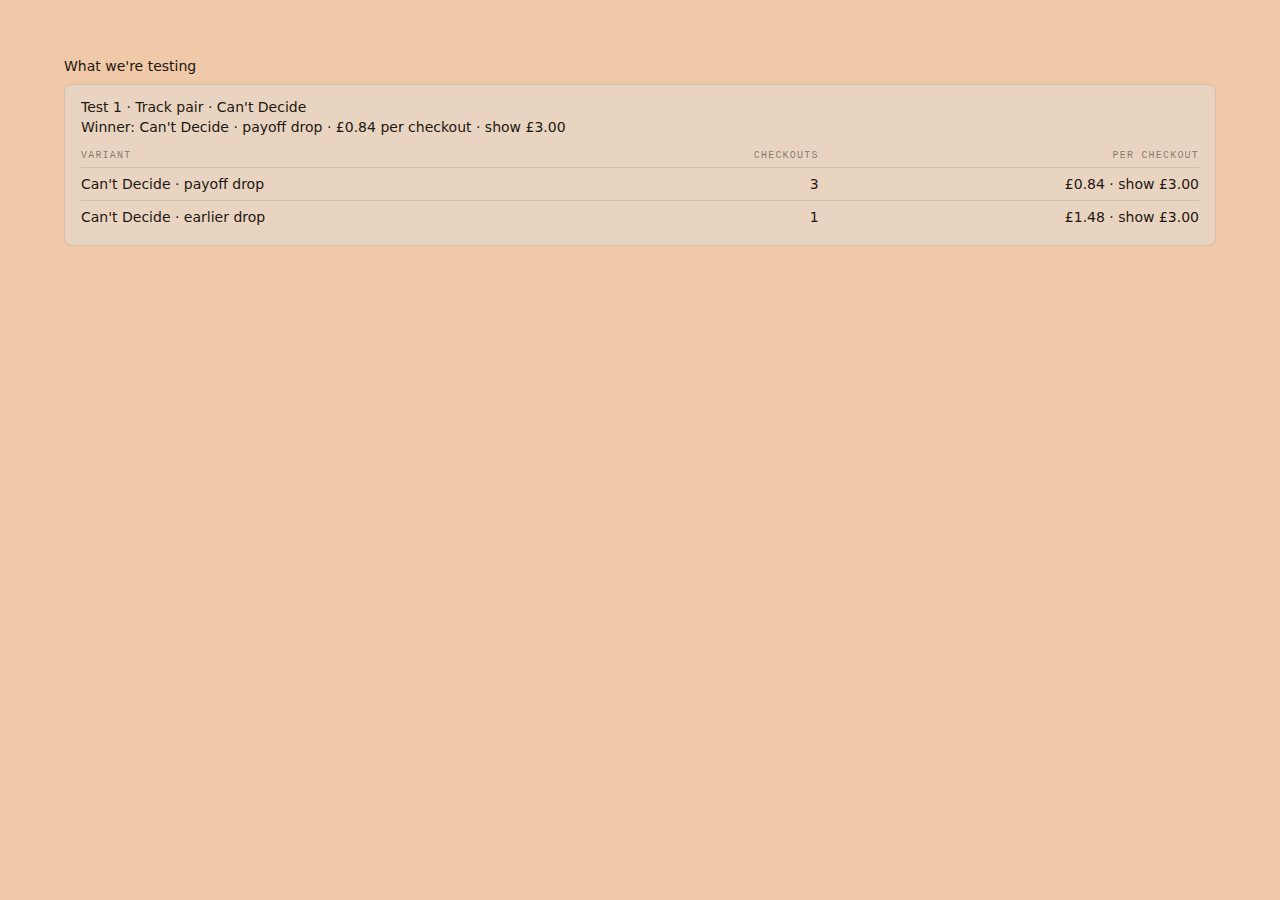 What we're testing
Test 1 · Track pair · Can't Decide
Winner: Can't Decide · payoff drop · £0.84 per checkout · show £3.00
VARIANT CHECKOUTS PER CHECKOUT
Can't Decide · payoff drop 3 £0.84 · show £3.00
Can't Decide · earlier drop 1 £1.48 · show £3.00